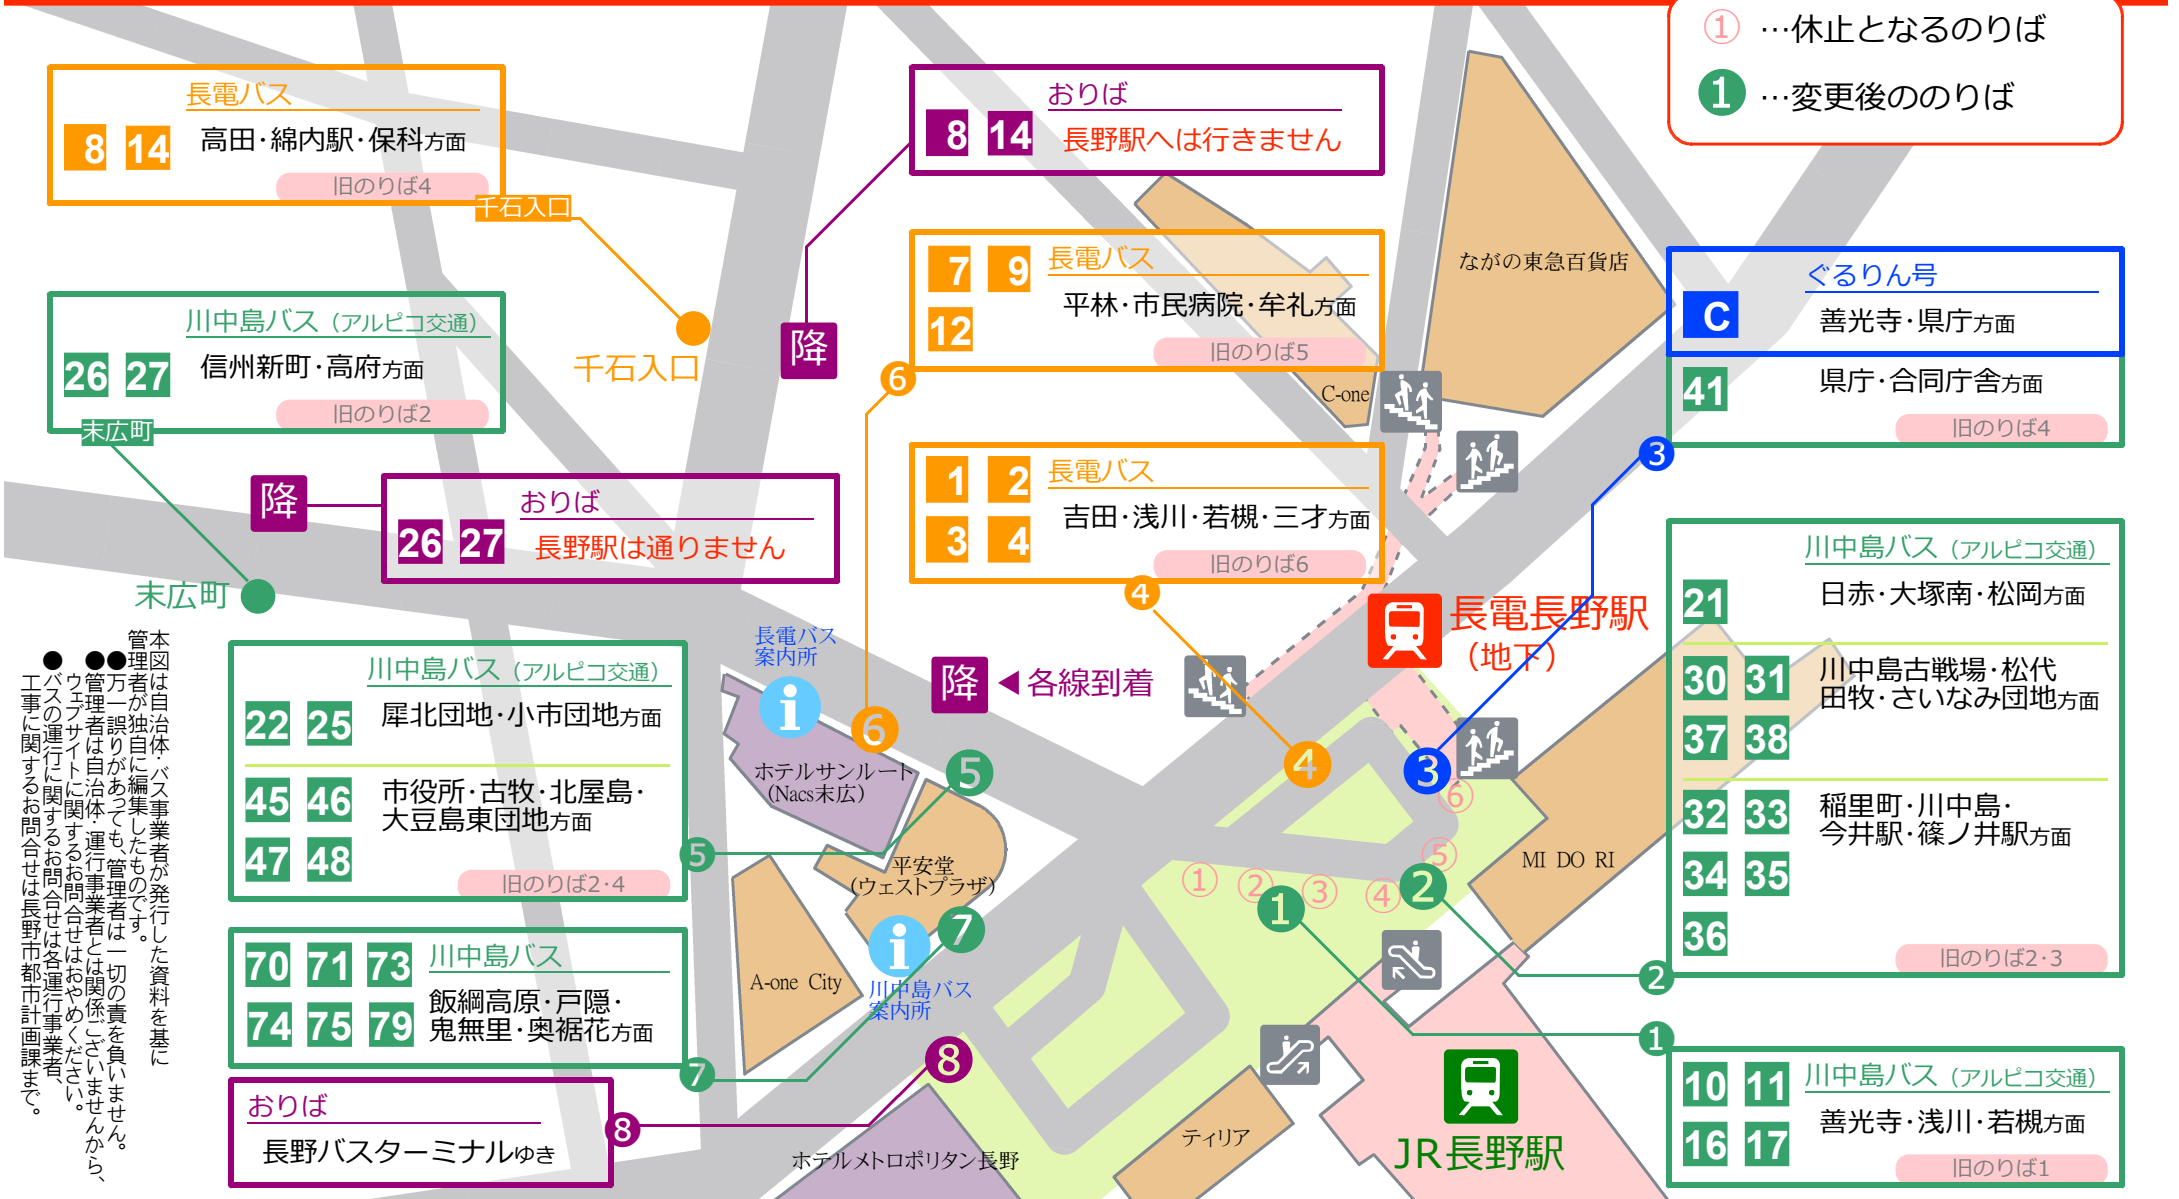 ① …休止となるのりば
❶ …変更後ののりば
長電バス
8 14 高田・綿内駅・保科方面
旧のりば4
千石入口
千石入口
川中島バス（アルピコ交通）
26 27 信州新町・高府方面
旧のりば2
末広町
末広町
おりば
8 14 長野駅へは行きません
降
長電バス
7 9
12
平林・市民病院・牟礼方面
旧のりば5
6
長電バス
1 2
3 4
吉田・浅川・若槻・三才方面
旧のりば6
4
降
おりば
26 27 長野駅は通りません
ながの東急百貨店
C-one
ぐるりん号
C 善光寺・県庁方面
41 県庁・合同庁舎方面
旧のりば4
3
川中島バス（アルピコ交通）
21 日赤・大塚南・松岡方面
30 31 川中島古戦場・松代
田牧・さいなみ団地方面
37 38
32 33 稲里町・川中島・
今井駅・篠ノ井駅方面
34 35
36
旧のりば2・3
2
1
川中島バス（アルピコ交通）
10 11
16 17
善光寺・浅川・若槻方面
旧のりば1
川中島バス（アルピコ交通）
22 25 犀北団地・小市団地方面
45 46 市役所・古牧・北屋島・
大豆島東団地方面
47 48
旧のりば2・4
5
川中島バス
70 71 73
74 75 79
飯綱高原・戸隠・
鬼無里・奥裾花方面
7
おりば
長野バスターミナルゆき
8
長電バス
案内所
i
ホテルサンルート
(Nacs末広)
6
5
平安堂
(ウェストプラザ)
7
i
川中島バス
案内所
A-one City
8
ホテルメトロポリタン長野
降 ◀各線到着
長電長野駅
（地下）
4
3
⑥
⑤
① ② ③ ④
1
2
MI DO RI
ティリア
JR長野駅
本図は自治体・バス事業者が発行した資料を基に
管理者が独自に編集したものです。
●万一誤りがあっても、管理者は一切の責を負いません。
●管理者は自治体・運行事業者とは関係ございませんから、
ウェブサイトに関するお問合せはおやめください。
●バスの運行に関するお問合せは各運行事業者、
工事に関するお問合せは長野市都市計画課まで。